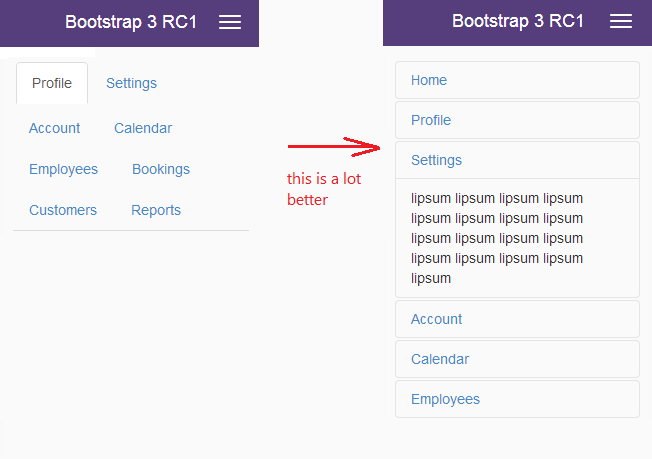 Bootstrap 3 RC1
Profile Settings
Account Calendar
Employees Bookings
Customers Reports
this is a lot
better
Bootstrap 3 RC1
Home
Profile
Settings
lipsum lipsum lipsum lipsum
lipsum lipsum lipsum lipsum
lipsum lipsum lipsum lipsum
lipsum lipsum lipsum lipsum
lipsum
Account
Calendar
Employees